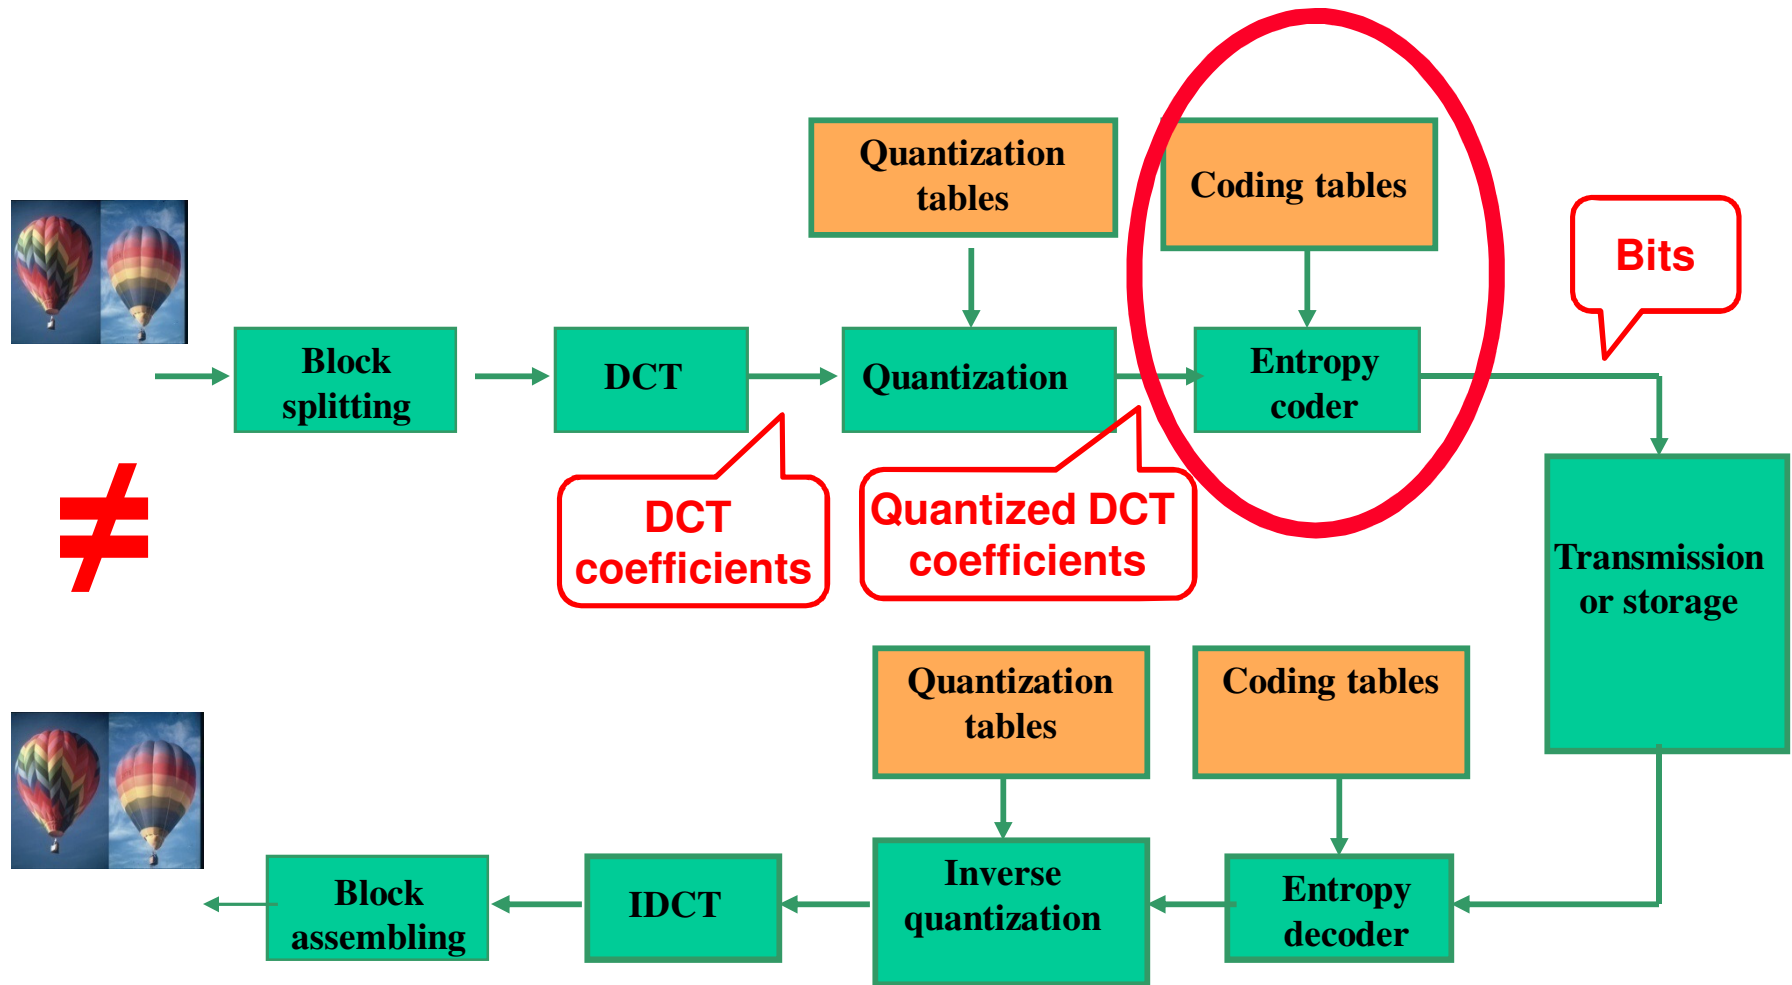 Quantization
tables
Coding tables
Bits
Block
splitting
DCT
Quantization
Entropy
coder
≠
DCT
coefficients
Quantized DCT
coefficients
Transmission
or storage
Quantization
tables
Coding tables
Block
assembling
IDCT
Inverse
quantization
Entropy
decoder